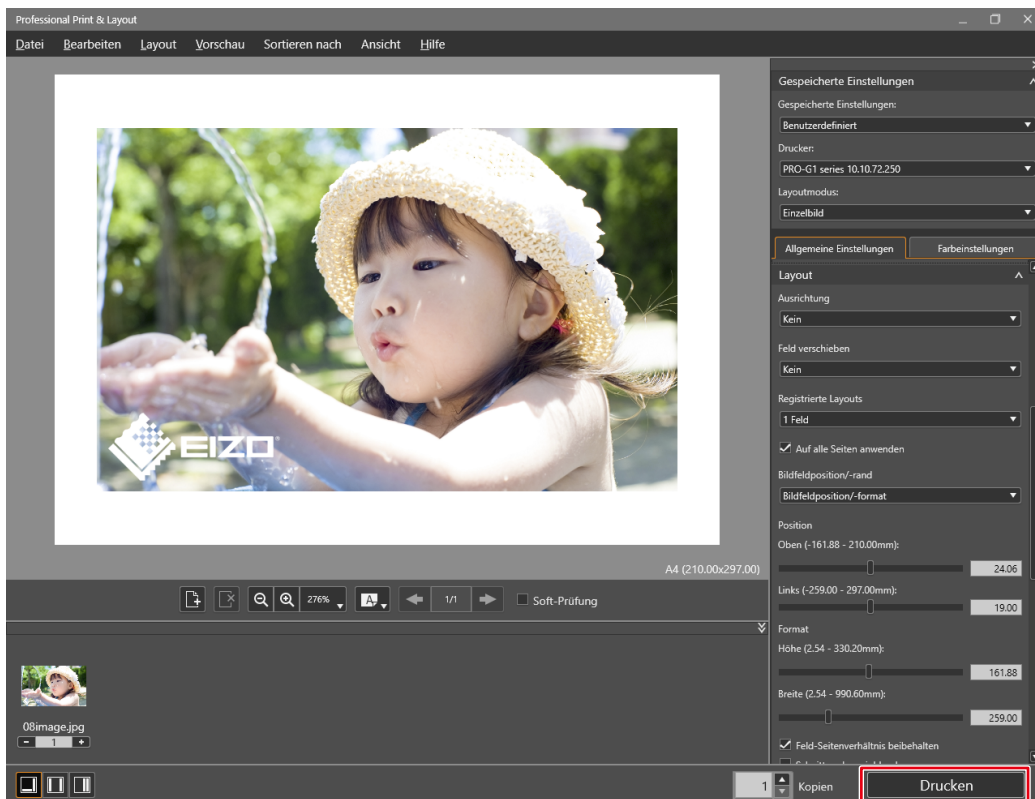 Professional Print & Layout
Datei Bearbeiten Layout Vorschau Sortieren nach Ansicht Hilfe
EIZO
A4 (210.00x297.00)
276% A 1/1 Soft-Prüfung
08image.jpg
- 1 +
Gespeicherte Einstellungen
Gespeicherte Einstellungen:
Benutzerdefiniert
Drucker:
PRO-G1 series 10.10.72.250
Layoutmodus:
Einzelbild
Allgemeine Einstellungen Farbeinstellungen
Layout
Ausrichtung
Kein
Feld verschieben
Kein
Registrierte Layouts
1 Feld
Auf alle Seiten anwenden
Bildfeldposition/-rand
Bildfeldposition/-format
Position
Oben (-161.88 - 210.00mm):
24.06
Links (-259.00 - 297.00mm):
19.00
Format
Höhe (2.54 - 330.20mm):
161.88
Breite (2.54 - 990.60mm):
259.00
Feld-Seitenverhältnis beibehalten
1 Kopien Drucken